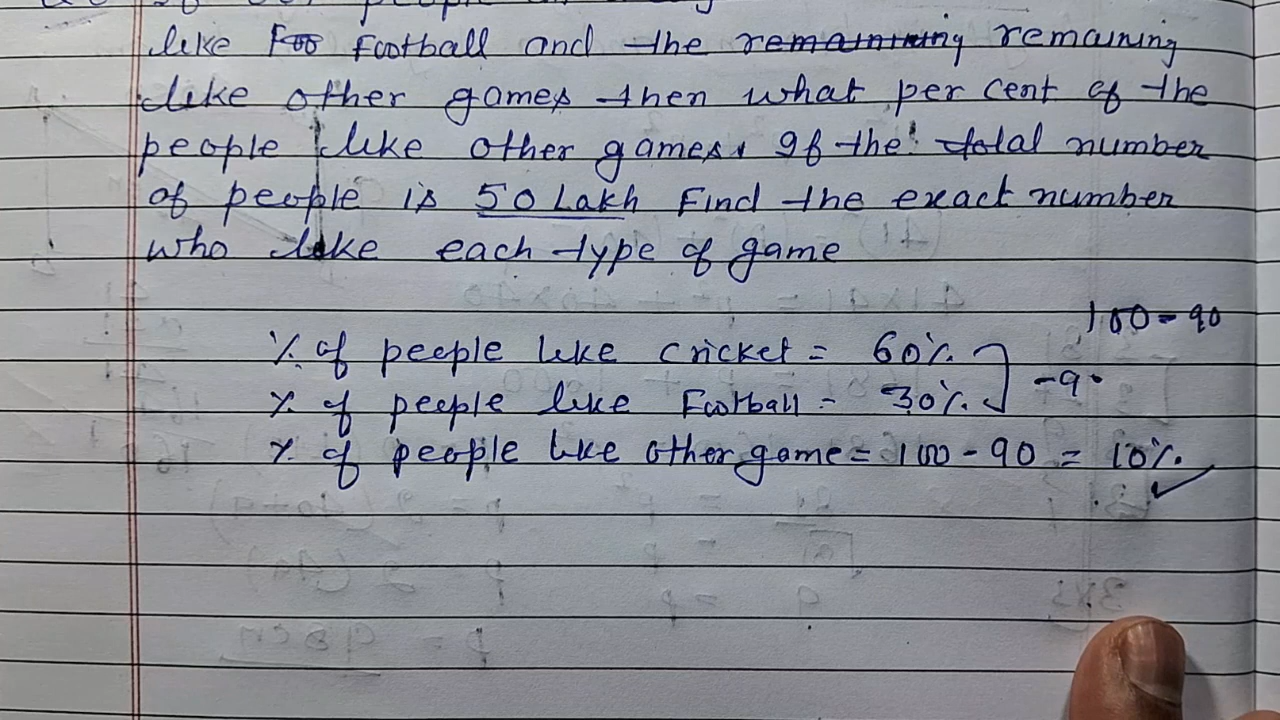 people
like Foo Football and the remaining remaining
like other games then what per cent of the
people like other games. If the total number
of people is 50 Lakh Find the exact number
who like each type of game
100 - 90
% of people like cricket = 60%
- 90
% of people like Football = 30%
% of people like other game = 100 - 90 = 10%